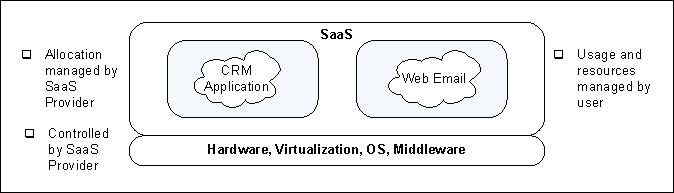 SaaS
Allocation
managed by
SaaS
Provider
CRM
Application
Web Email
Usage and
resources
managed by
user
Controlled
by SaaS
Provider
Hardware, Virtualization, OS, Middleware